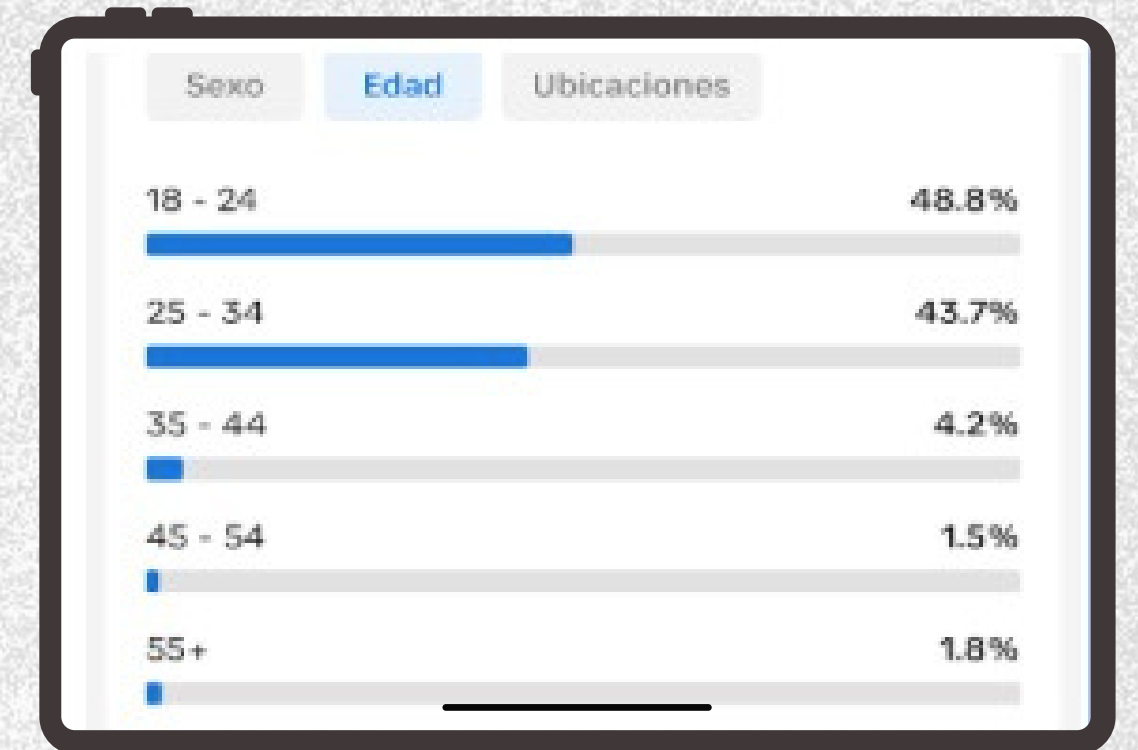 Sexo Edad Ubicaciones
18 - 24 48.8%
25 - 34 43.7%
35 - 44 4.2%
45 - 54 1.5%
55+ 1.8%